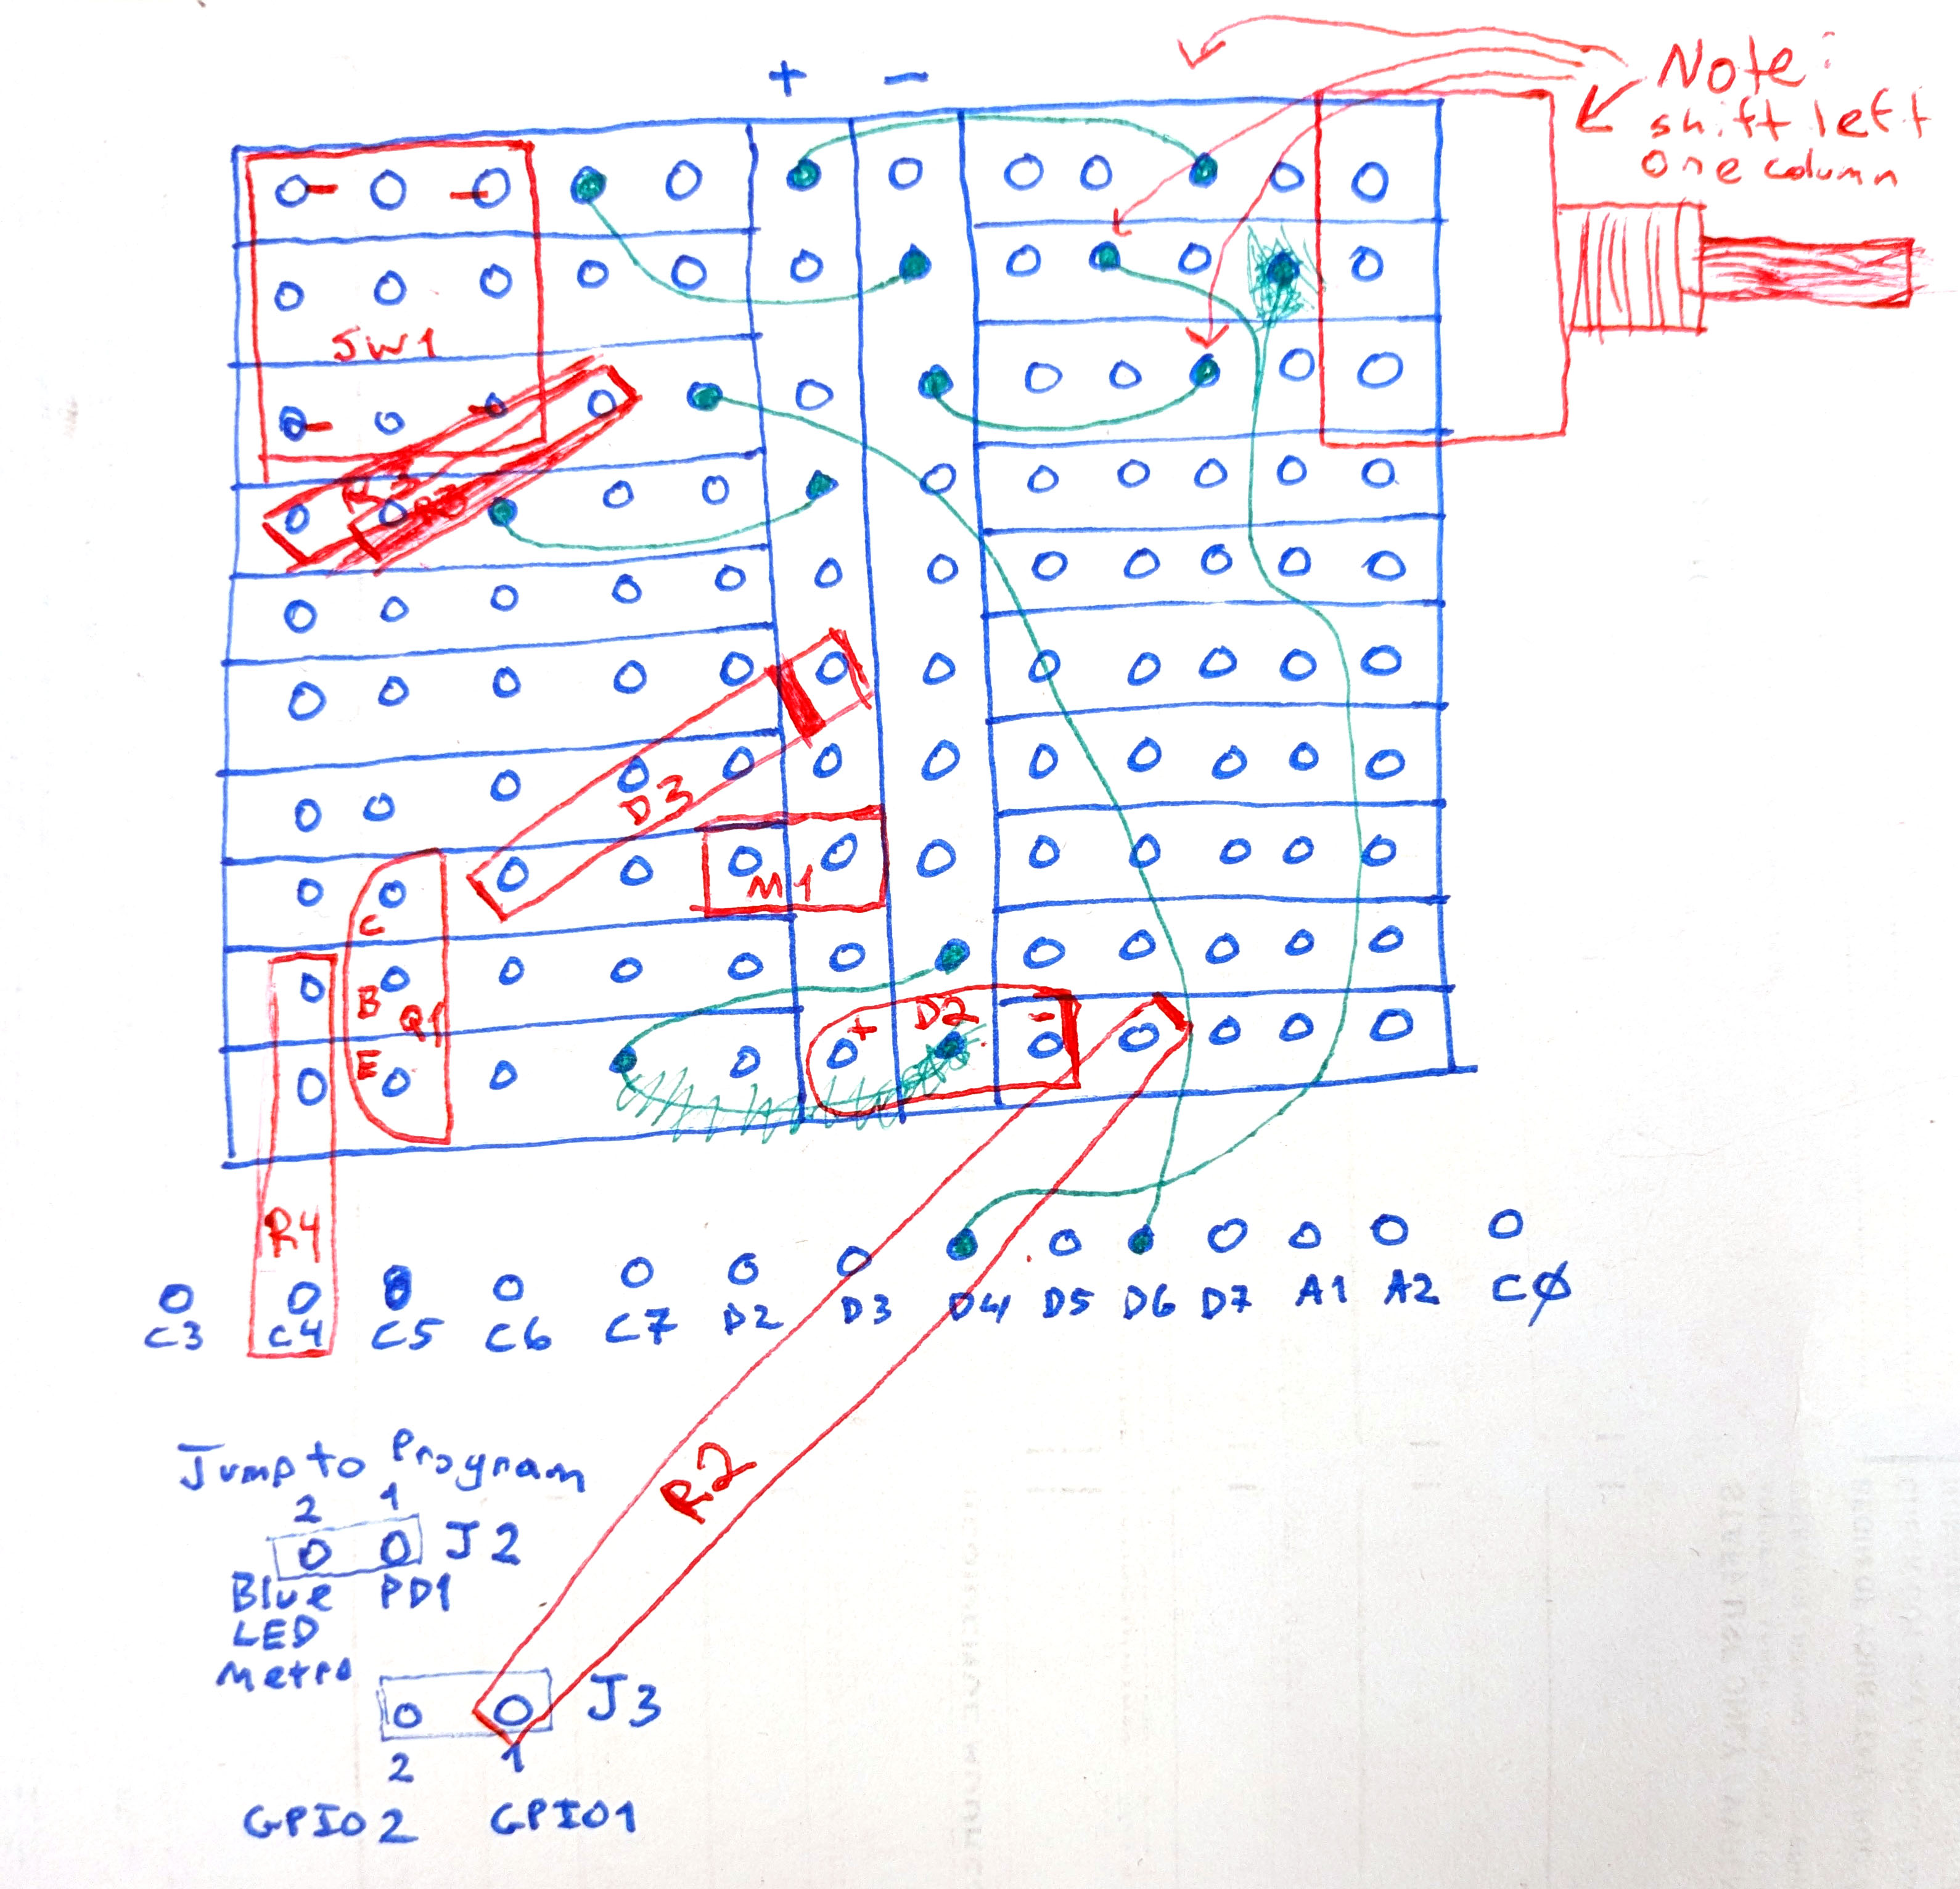 + −
Note:
shift left
one column
SW1
R3
R3
D3
M1
C
B Q1
E
+ D2 -
R4
C3 C4 C5 C6 C7 D2 D3 D4 D5 D6 D7 A1 A2 CØ
R2
Jump to Program
2 1
J2
Blue PD1
LED
Metro
J3
2 1
GPIO2 GPIO1